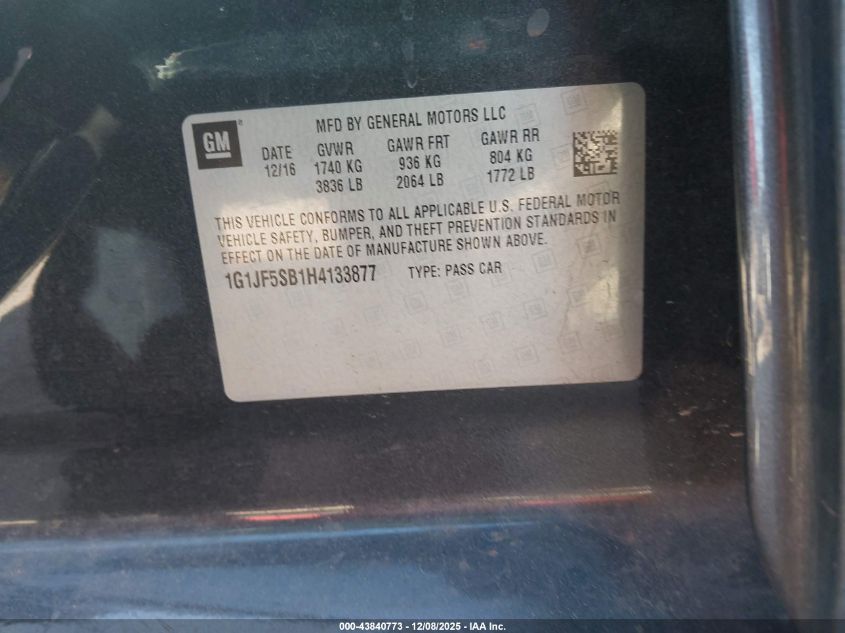 GM®
MFD BY GENERAL MOTORS LLC
DATE GVWR GAWR FRT GAWR RR
12/16 1740 KG 936 KG 804 KG
3836 LB 2064 LB 1772 LB
THIS VEHICLE CONFORMS TO ALL APPLICABLE U.S. FEDERAL MOTOR
VEHICLE SAFETY, BUMPER, AND THEFT PREVENTION STANDARDS IN
EFFECT ON THE DATE OF MANUFACTURE SHOWN ABOVE.
1G1JF5SB1H4133877 TYPE: PASS CAR
000-43840773 - 12/08/2025 - IAA Inc.